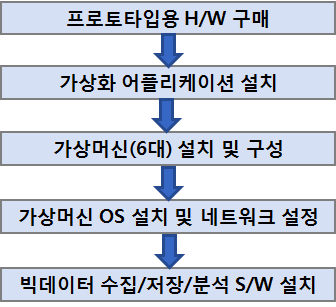 프로토타입용 H/W 구매
가상화 어플리케이션 설치
가상머신(6대) 설치 및 구성
가상머신 OS 설치 및 네트워크 설정
빅데이터 수집/저장/분석 S/W 설치